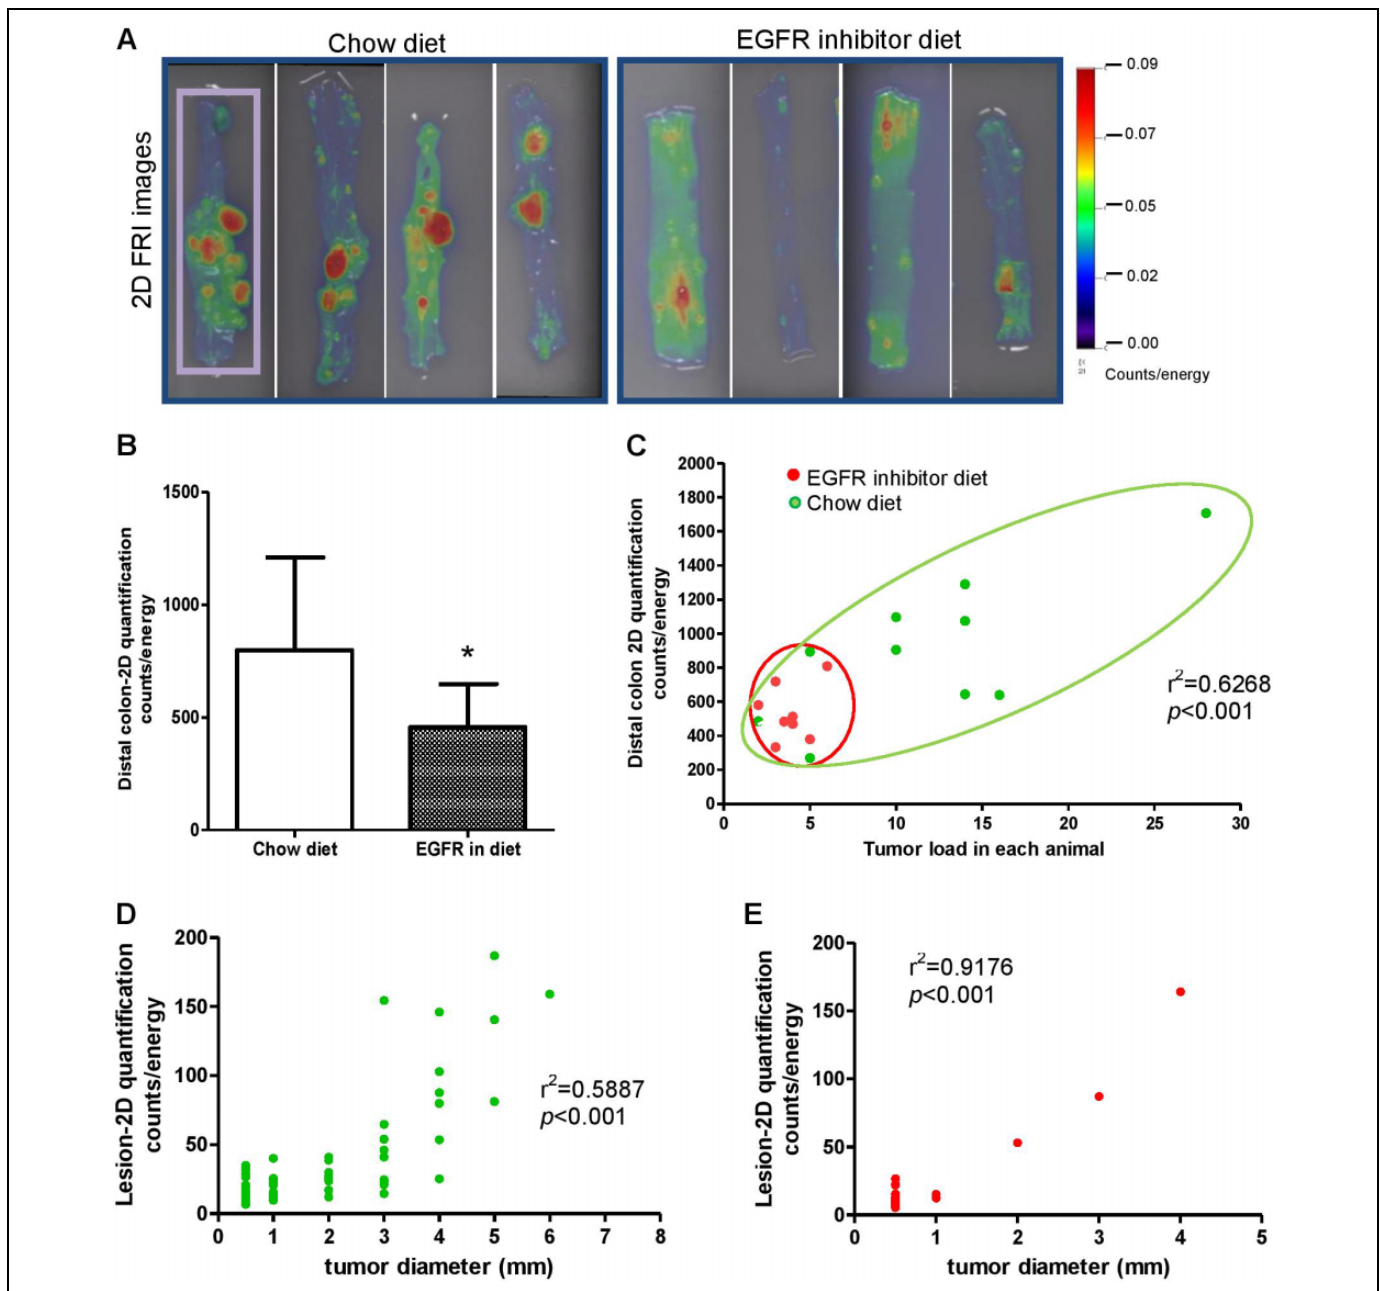 A
Chow diet
EGFR inhibitor diet
2D FRI images
0.09
0.07
0.05
0.02
0.00
Counts/energy
B
Distal colon-2D quantification
counts/energy
1500
1000
500
0
*
Chow diet
EGFR in diet
C
Distal colon 2D quantification
counts/energy
2000
1800
1600
1400
1200
1000
800
600
400
200
0
EGFR inhibitor diet
Chow diet
r²=0.6268
p<0.001
0 5 10 15 20 25 30
Tumor load in each animal
D
Lesion-2D quantification
counts/energy
200
150
100
50
0
r²=0.5887
p<0.001
0 1 2 3 4 5 6 7 8
tumor diameter (mm)
E
Lesion-2D quantification
counts/energy
200
150
100
50
0
r²=0.9176
p<0.001
0 1 2 3 4 5
tumor diameter (mm)